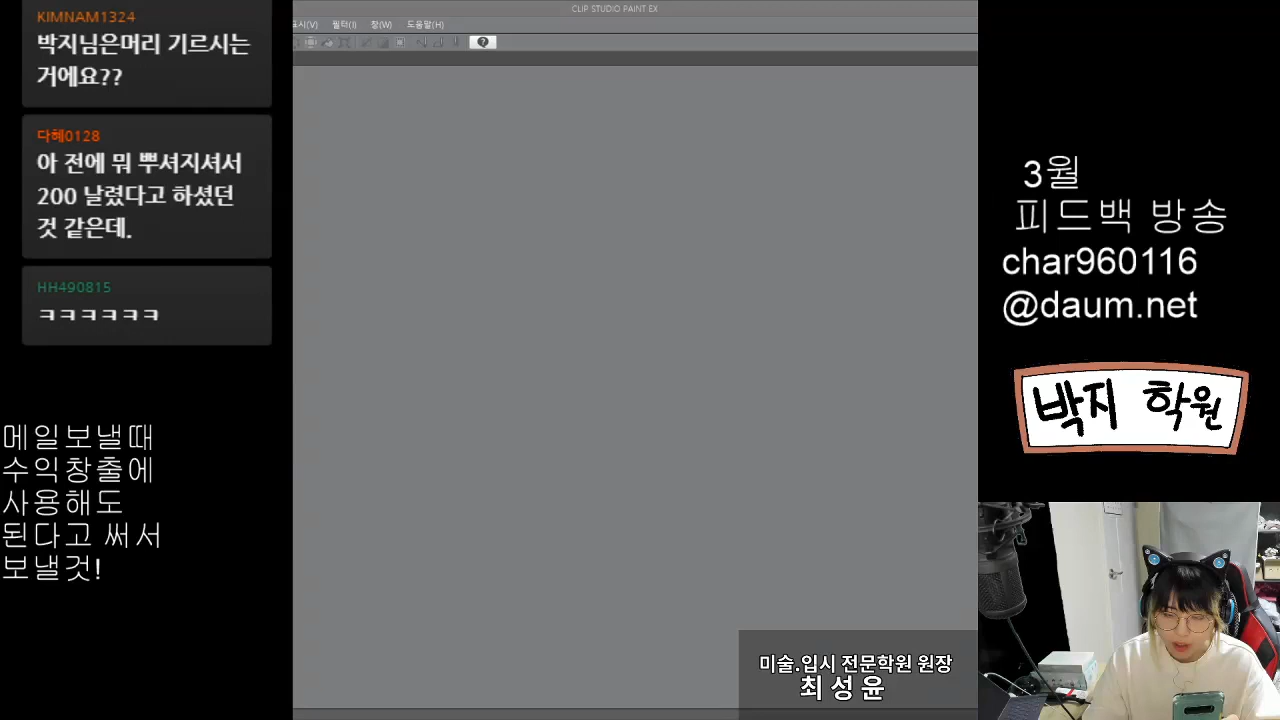 KIMNAM1324
박지님은머리 기르시는
거에요??
다혜0128
아 전에 뭐 뿌셔지셔서
200 날렸다고 하셨던
것 같은데.
HH490815
ㅋㅋㅋㅋㅋㅋ
메일보낼때
수익창출에
사용해도
된다고 써서
보낼것!
CLIP STUDIO PAINT EX
표시(V) 필터(I) 창(W) 도움말(H)
3월
피드백 방송
char960116
@daum.net
박지 학원
미술.입시 전문학원 원장
최성윤